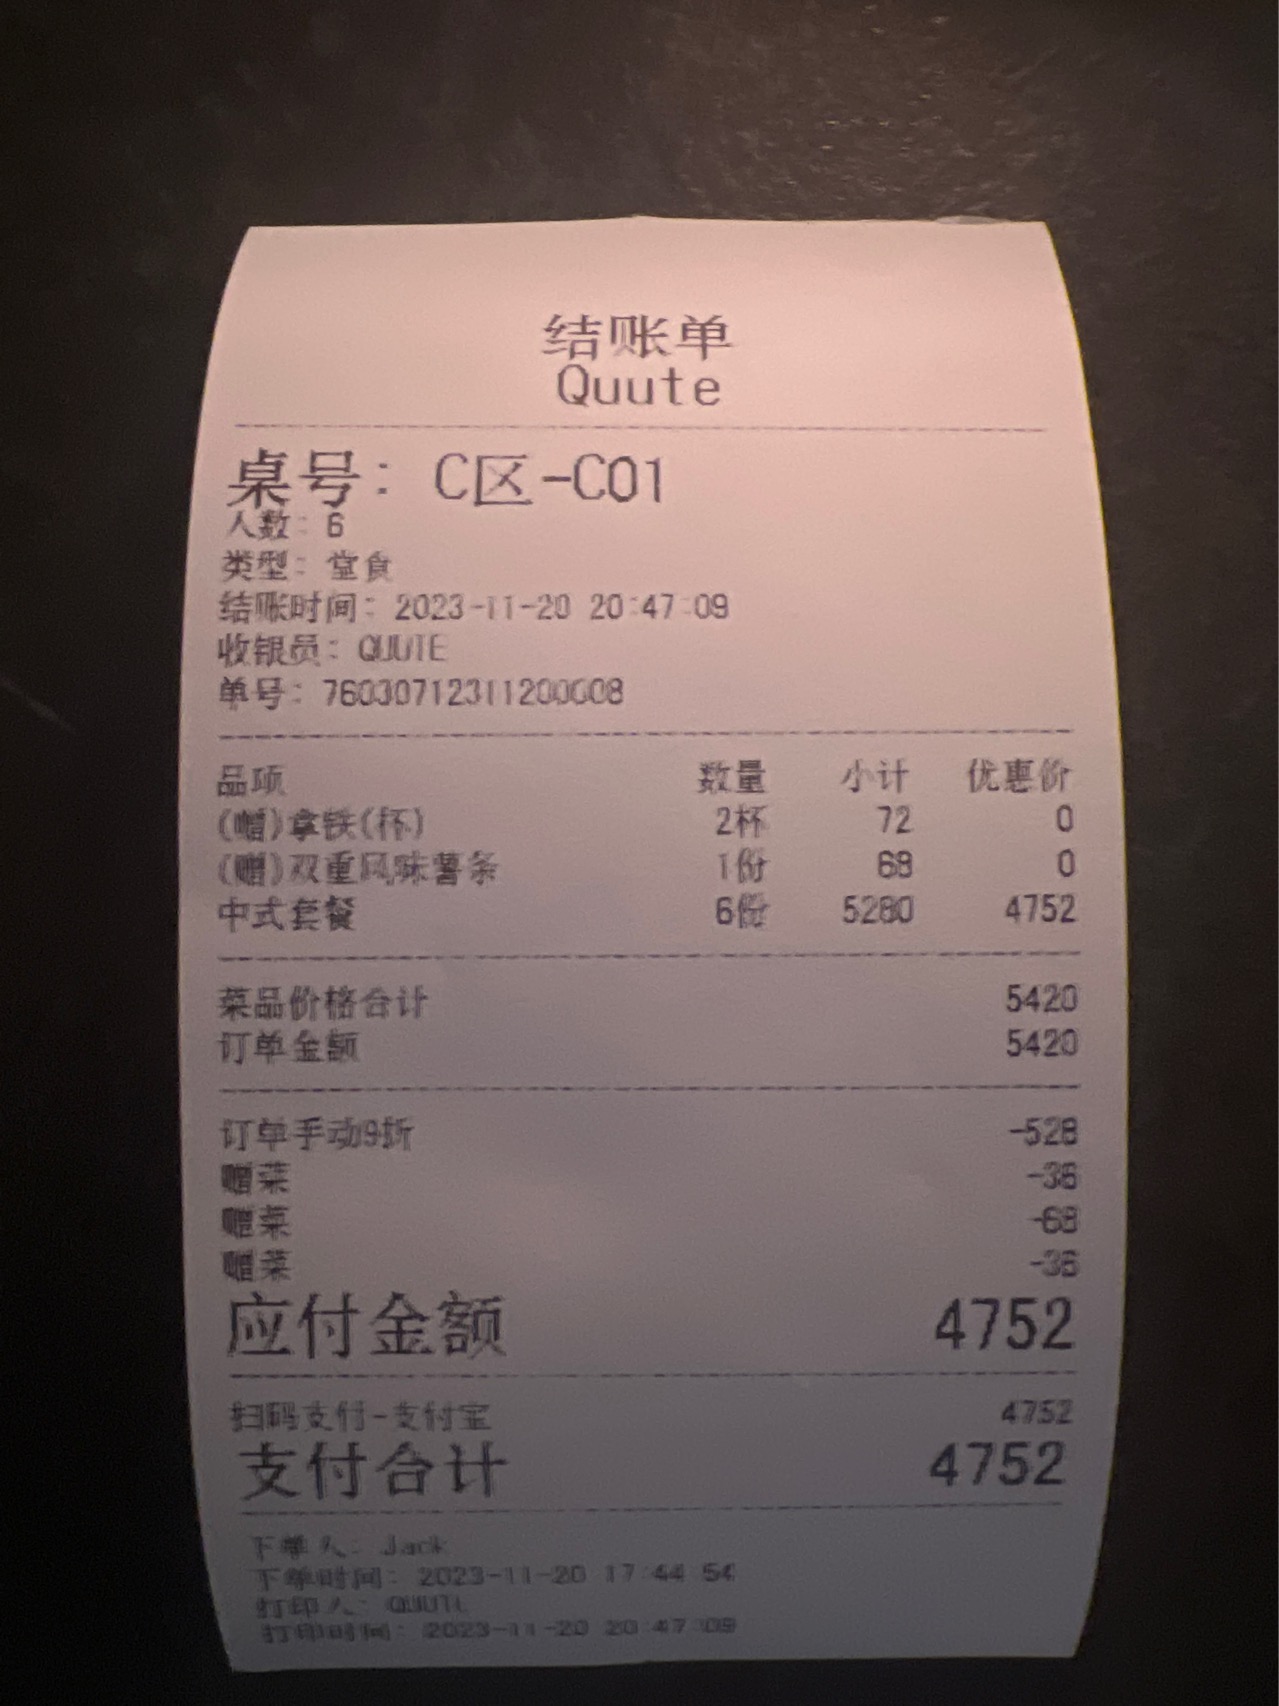 结账单
Quute
桌号：C区-C01
人数：6
类型：堂食
结账时间：2023-11-20 20:47:09
收银员：QUUTE
单号：76030712311200008
品项 数量 小计 优惠价
(赠)拿铁(杯) 2杯 72 0
(赠)双重风味薯条 1份 68 0
中式套餐 6份 5280 4752
菜品价格合计 5420
订单金额 5420
订单手动9折 -528
赠菜 -36
赠菜 -68
赠菜 -36
应付金额 4752
扫码支付-支付宝 4752
支付合计 4752
下单人：Jack
下单时间：2023-11-20 17:44:54
打印人：QUUTE
打印时间：2023-11-20 20:47:09